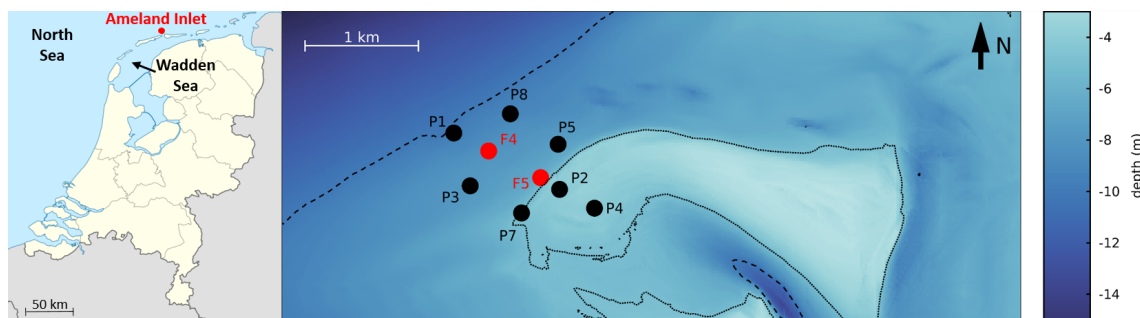 Ameland Inlet
North
Sea
Wadden
Sea
50 km
1 km
N
P8
P1
F4
P5
P3
F5
P2
P4
P7
-4
-6
-8
-10
-12
-14
depth (m)